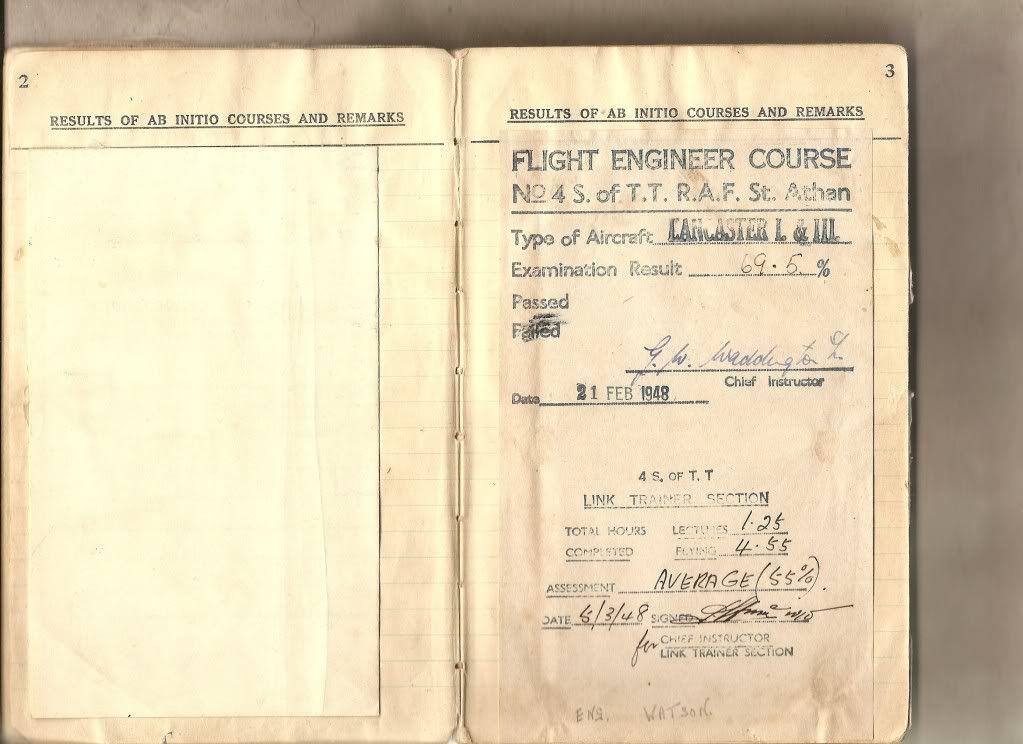 2
RESULTS OF AB INITIO COURSES AND REMARKS
3
RESULTS OF AB INITIO COURSES AND REMARKS
FLIGHT ENGINEER COURSE
No 4 S. of T.T. R.A.F. St. Athan
Type of Aircraft LANCASTER I. & III.
Examination Result 69.5 %
Passed
Failed
G. W. Waddington
Chief Instructor
Date 21 FEB 1948
4 S. OF T. T
LINK TRAINER SECTION
TOTAL HOURS LECTURES 1.25
COMPLETED FLYING 4.55
ASSESSMENT AVERAGE (55%).
DATE 5/3/48 SIGNED
for CHIEF INSTRUCTOR
LINK TRAINER SECTION
ENG. WATSON.